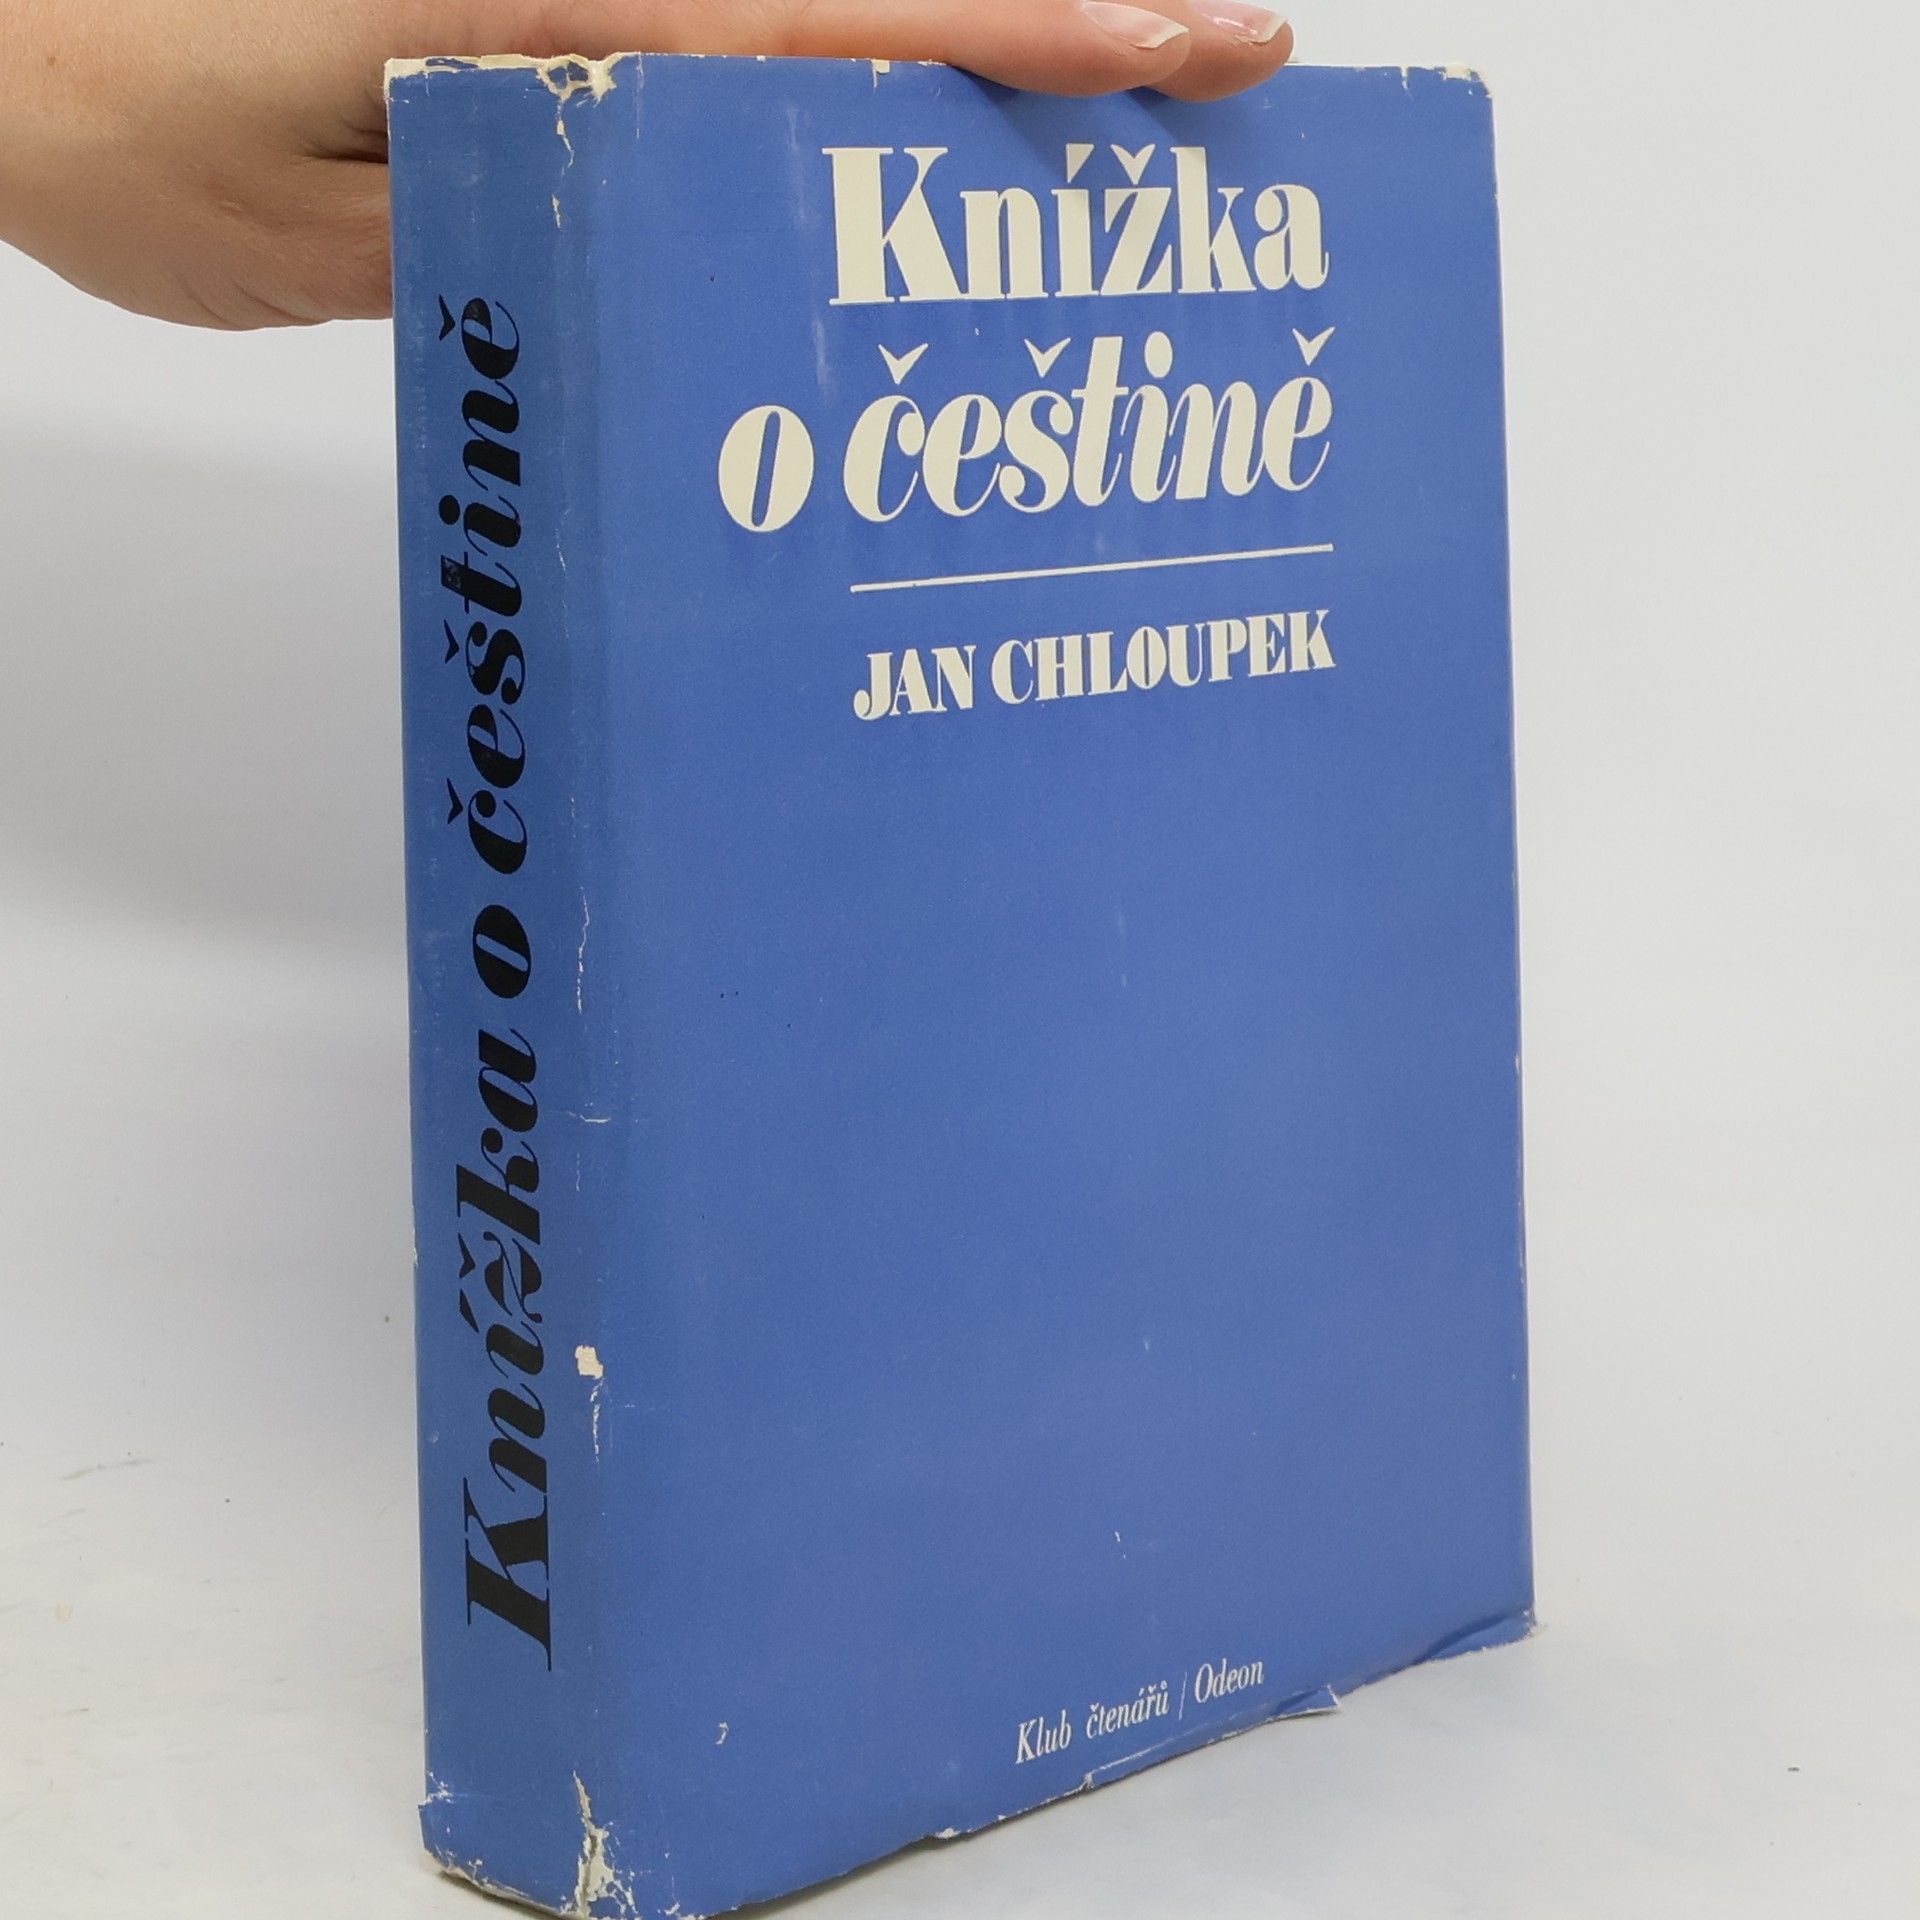 Knížka o češtině
Knížka
o češtině
JAN CHLOUPEK
Klub čtenářů / Odeon